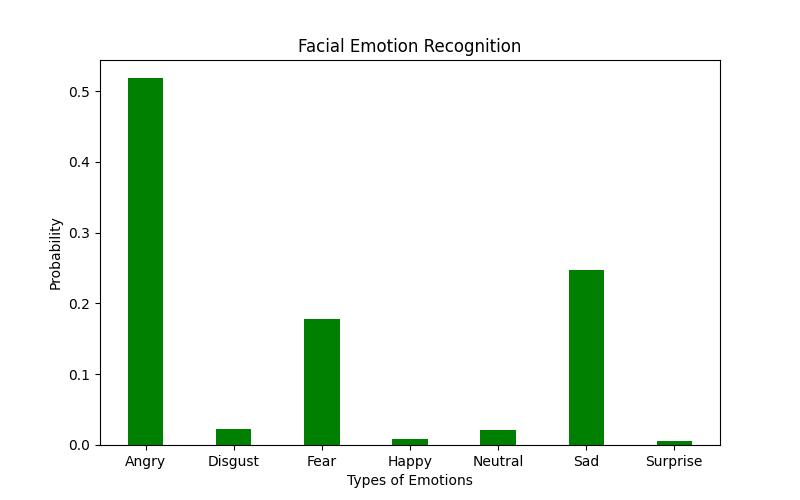 Facial Emotion Recognition
0.5
0.4
0.3
0.2
0.1
0.0
Probability
Angry Disgust Fear Happy Neutral Sad Surprise
Types of Emotions